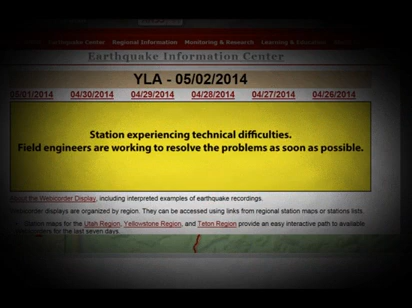 Earthquake Center Regional Information Monitoring & Research Learning & Education
Earthquake Information Center
YLA - 05/02/2014
05/01/2014 04/30/2014 04/29/2014 04/28/2014 04/27/2014 04/26/2014
Station experiencing technical difficulties.
Field engineers are working to resolve the problems as soon as possible.
About the Webicorder Display, including interpreted examples of earthquake recordings.
displays are organized by region. They can be accessed using links from regional station maps or stations lists.
Station maps for the Utah Region, Yellowstone Region, and Teton Region provide an easy interactive path to available
for the last seven days.